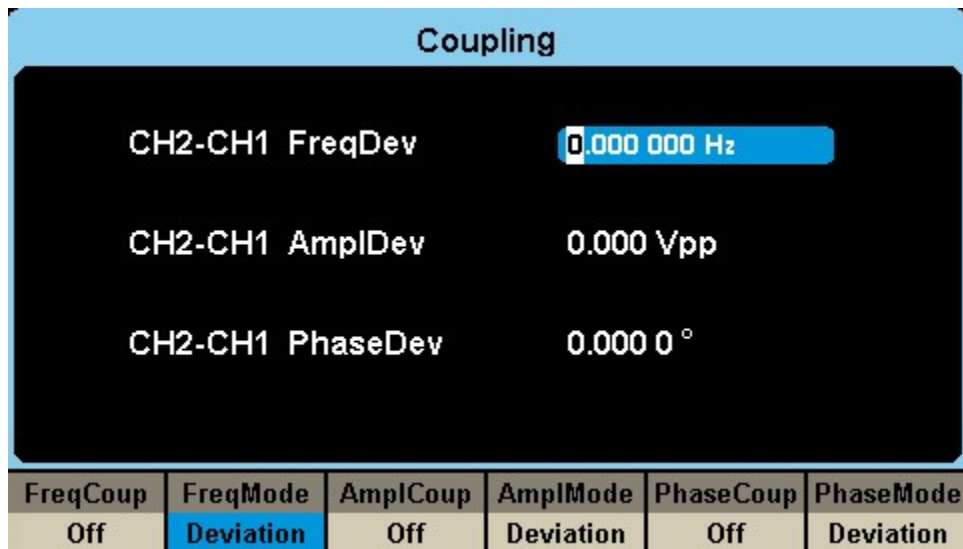 Coupling
CH2-CH1 FreqDev 0.000 000 Hz
CH2-CH1 AmplDev 0.000 Vpp
CH2-CH1 PhaseDev 0.000 0 °
FreqCoup FreqMode AmplCoup AmplMode PhaseCoup PhaseMode
Off Deviation Off Deviation Off Deviation